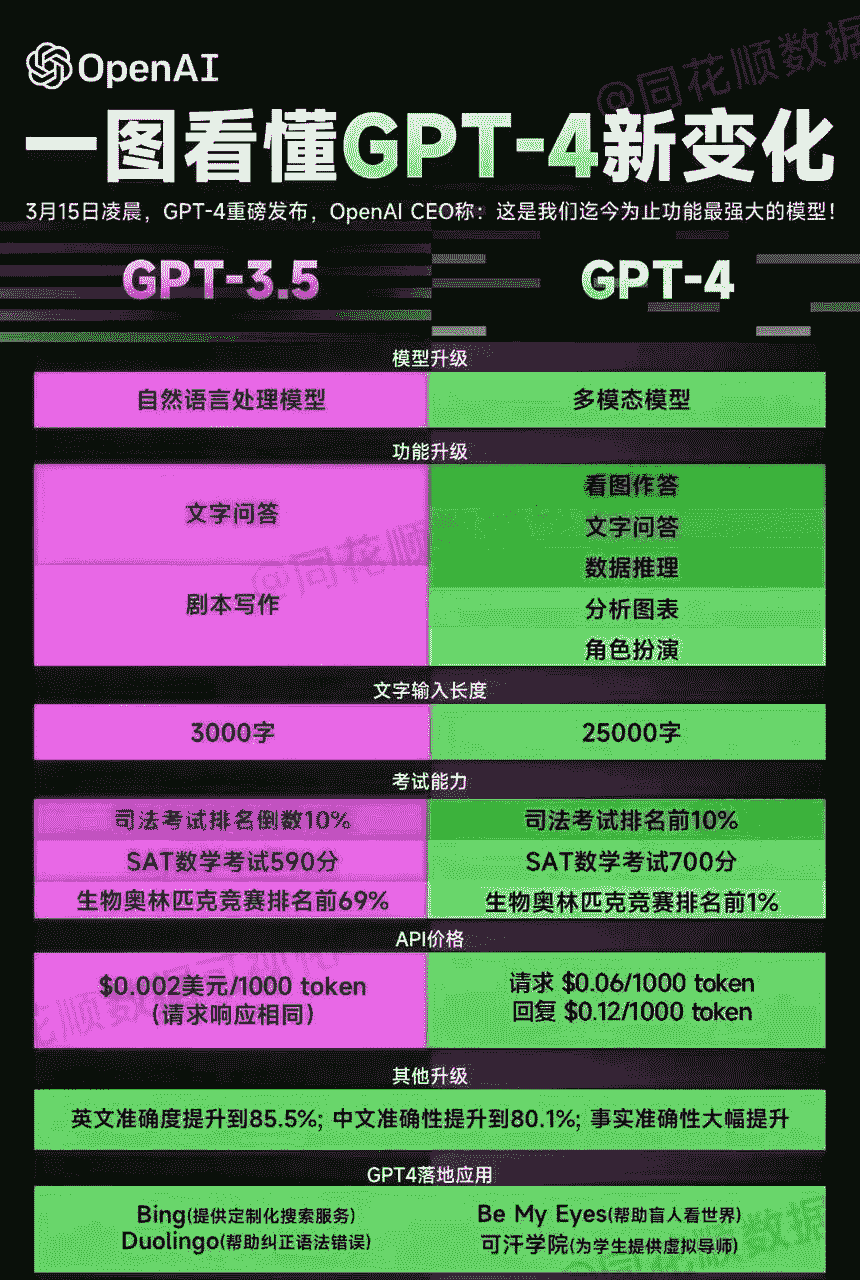 OpenAI
@同花顺数据
一图看懂GPT-4新变化
3月15日凌晨，GPT-4重磅发布，OpenAI CEO称：这是我们迄今为止功能最强大的模型！
GPT-3.5
GPT-4
模型升级
自然语言处理模型
多模态模型
功能升级
文字问答
剧本写作
看图作答
文字问答
数据推理
分析图表
角色扮演
@同花顺
文字输入长度
3000字
25000字
考试能力
司法考试排名倒数10%
司法考试排名前10%
SAT数学考试590分
SAT数学考试700分
生物奥林匹克竞赛排名前69%
生物奥林匹克竞赛排名前1%
API价格
$0.002美元/1000 token
（请求响应相同）
请求 $0.06/1000 token
回复 $0.12/1000 token
花顺数据可视化
其他升级
英文准确度提升到85.5%; 中文准确性提升到80.1%; 事实准确性大幅提升
GPT4落地应用
Bing(提供定制化搜索服务)
Be My Eyes(帮助盲人看世界)
Duolingo(帮助纠正语法错误)
可汗学院(为学生提供虚拟导师)
@同花顺数据